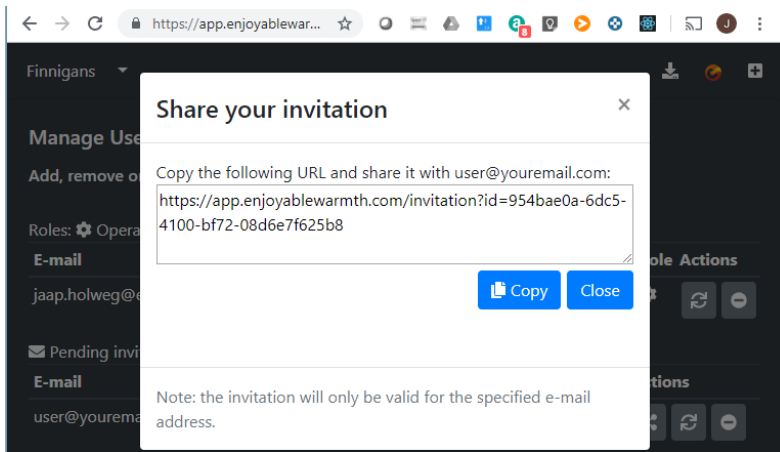 https://app.enjoyablewar...
8
J
Finnigans
Share your invitation
×
Manage Use
Add, remove o
Copy the following URL and share it with user@youremail.com:
https://app.enjoyablewarmth.com/invitation?id=954bae0a-6dc5-
4100-bf72-08d6e7f625b8
Roles: Opera
E-mail ole Actions
jaap.holweg@e
Copy Close
Pending invi
E-mail tions
user@yourema
Note: the invitation will only be valid for the specified e-mail
address.